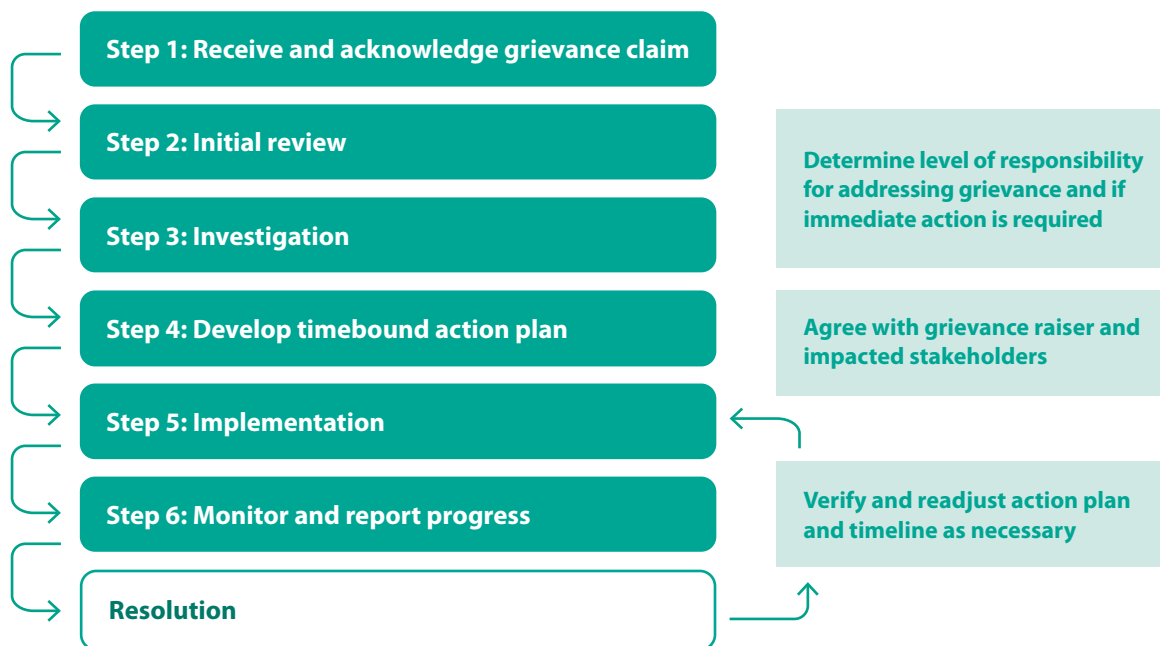 Step 1: Receive and acknowledge grievance claim
Step 2: Initial review
Step 3: Investigation
Step 4: Develop timebound action plan
Step 5: Implementation
Step 6: Monitor and report progress
Resolution
Determine level of responsibility
for addressing grievance and if
immediate action is required
Agree with grievance raiser and
impacted stakeholders
Verify and readjust action plan
and timeline as necessary